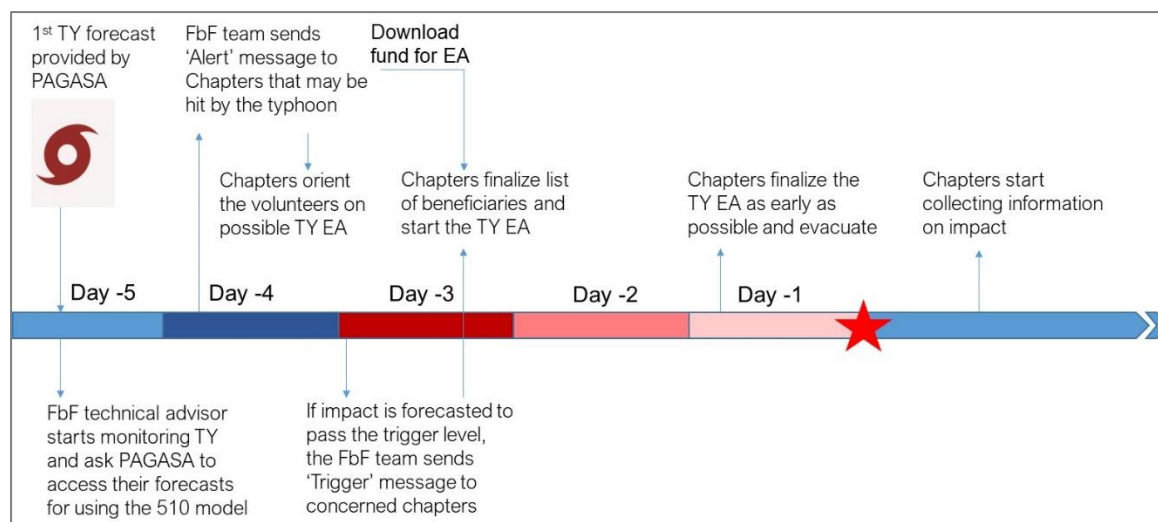 1st TY forecast
provided by
PAGASA
FbF team sends
‘Alert’ message to
Chapters that may be
hit by the typhoon
Download
fund for EA
Chapters orient
the volunteers on
possible TY EA
Chapters finalize list
of beneficiaries and
start the TY EA
Chapters finalize the
TY EA as early as
possible and evacuate
Chapters start
collecting information
on impact
Day -5
Day -4
Day -3
Day -2
Day -1
FbF technical advisor
starts monitoring TY
and ask PAGASA to
access their forecasts
for using the 510 model
If impact is forecasted to
pass the trigger level,
the FbF team sends
‘Trigger’ message to
concerned chapters